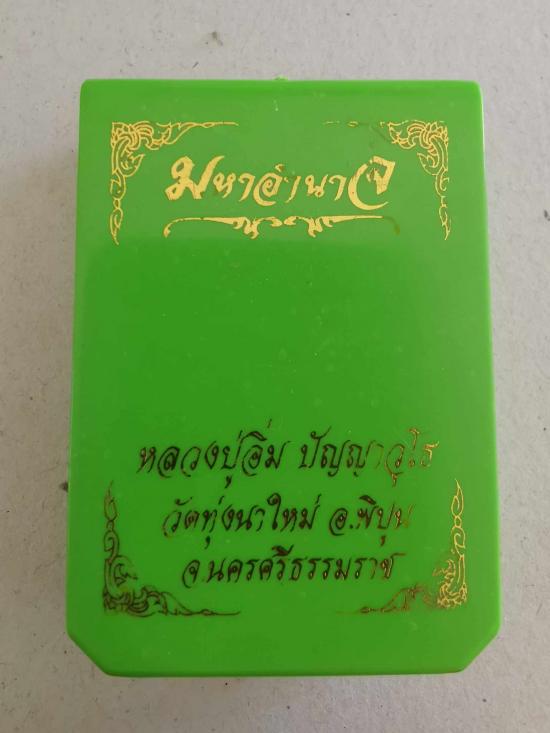 มหาอำนาจ
หลวงปู่อิ่ม ปัญญาวุโธ
วัดทุ่งนาใหม่ อ.พิปูน
จ.นครศรีธรรมราช